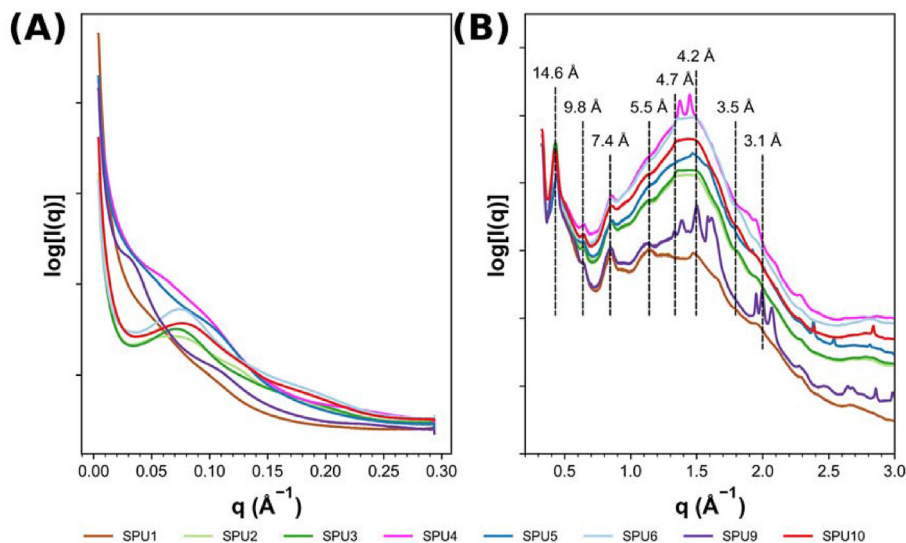 (A)
log[I(q)]
0.00 0.05 0.10 0.15 0.20 0.25 0.30
q (Å⁻¹)
(B)
log[I(q)]
14.6 Å
9.8 Å
7.4 Å
5.5 Å
4.7 Å
4.2 Å
3.5 Å
3.1 Å
0.5 1.0 1.5 2.0 2.5 3.0
q (Å⁻¹)
SPU1 SPU2 SPU3 SPU4 SPU5 SPU6 SPU9 SPU10